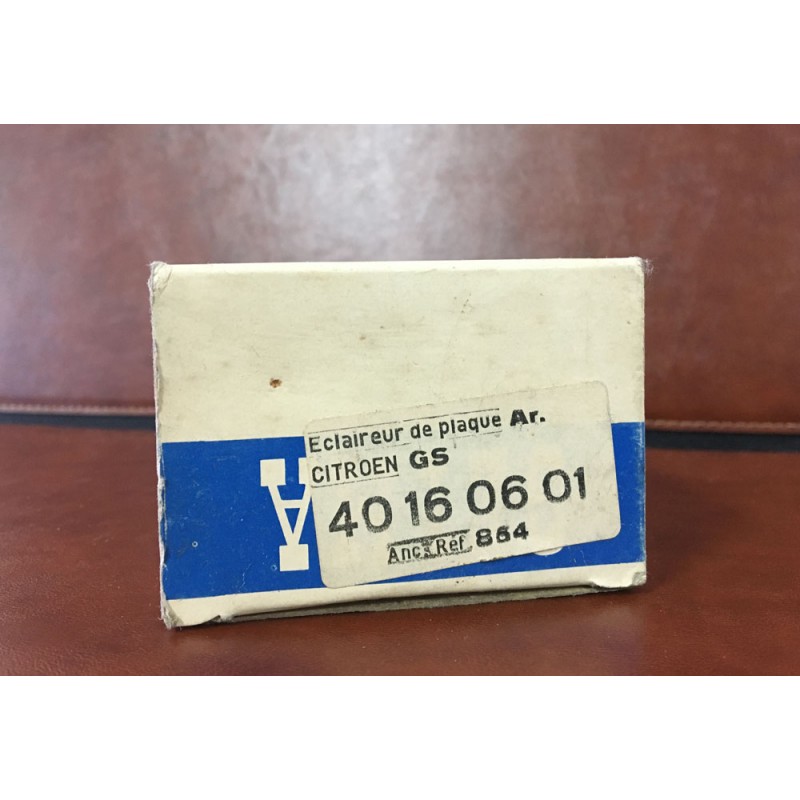 Eclaireur de plaque Ar.
CITROEN GS
40 16 06 01
Anc. Ref. 864